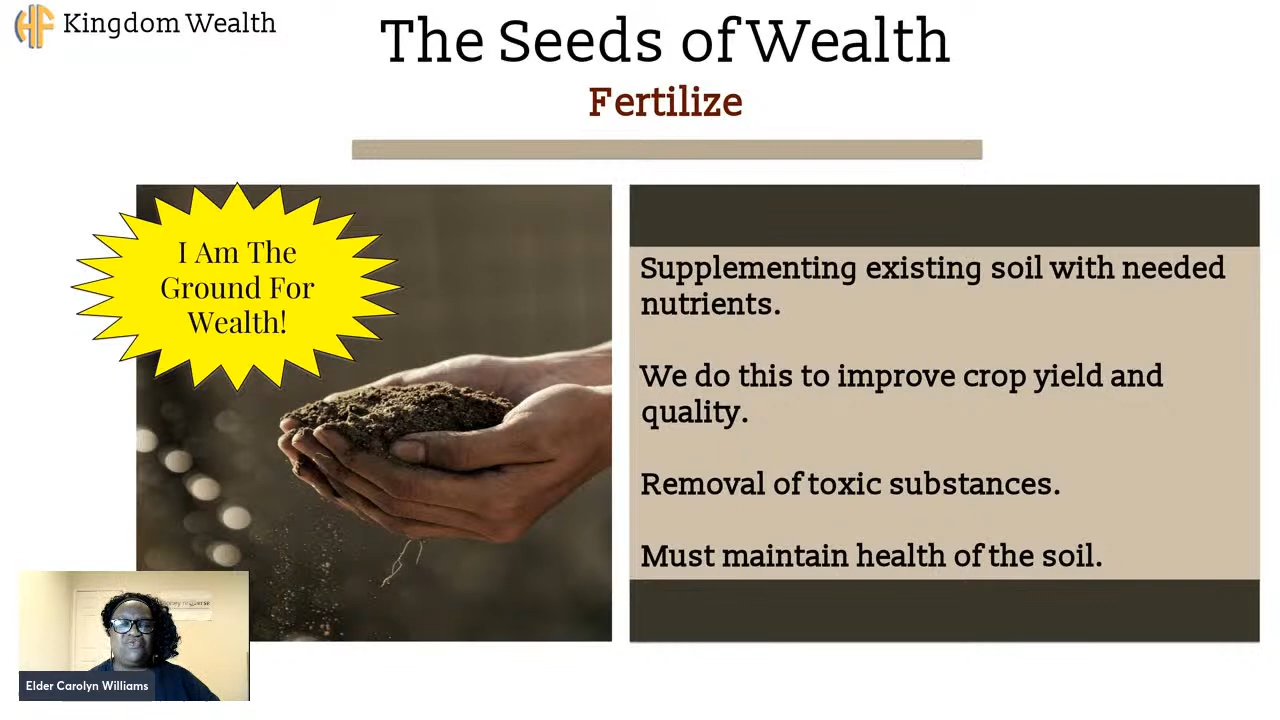 HF Kingdom Wealth
The Seeds of Wealth
Fertilize
I Am The
Ground For
Wealth!
Supplementing existing soil with needed
nutrients.
We do this to improve crop yield and
quality.
Removal of toxic substances.
Must maintain health of the soil.
Elder Carolyn Williams